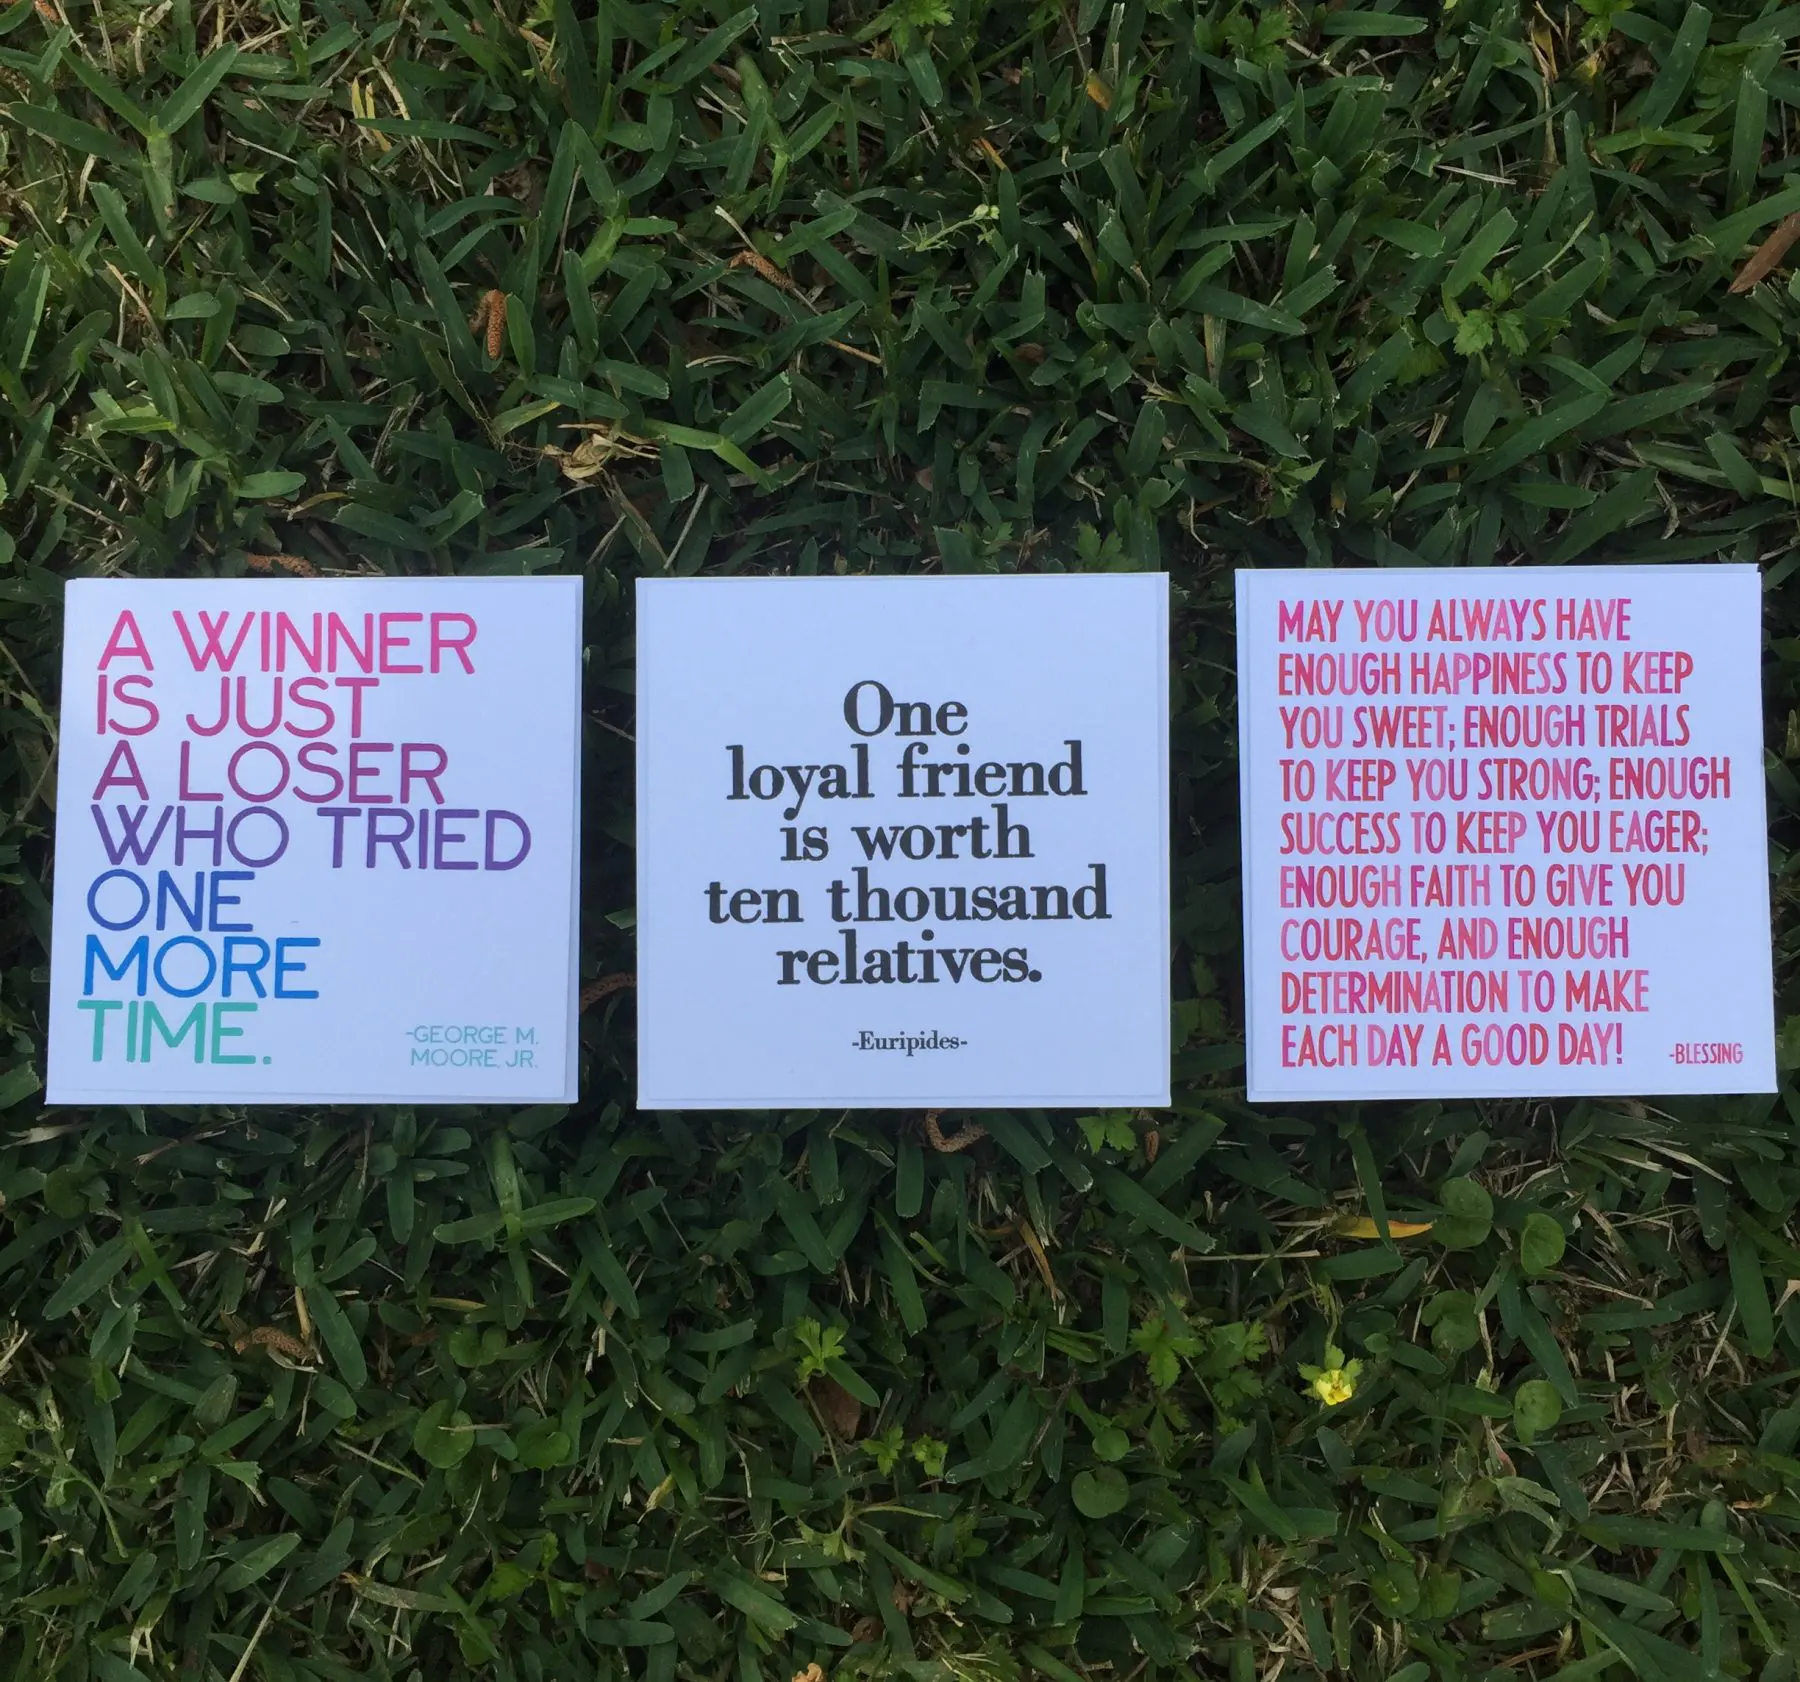 A WINNER
IS JUST
A LOSER
WHO TRIED
ONE
MORE
TIME.
-GEORGE M.
MOORE, JR.
One
loyal friend
is worth
ten thousand
relatives.
-Euripides-
MAY YOU ALWAYS HAVE
ENOUGH HAPPINESS TO KEEP
YOU SWEET; ENOUGH TRIALS
TO KEEP YOU STRONG; ENOUGH
SUCCESS TO KEEP YOU EAGER;
ENOUGH FAITH TO GIVE YOU
COURAGE, AND ENOUGH
DETERMINATION TO MAKE
EACH DAY A GOOD DAY!
-BLESSING